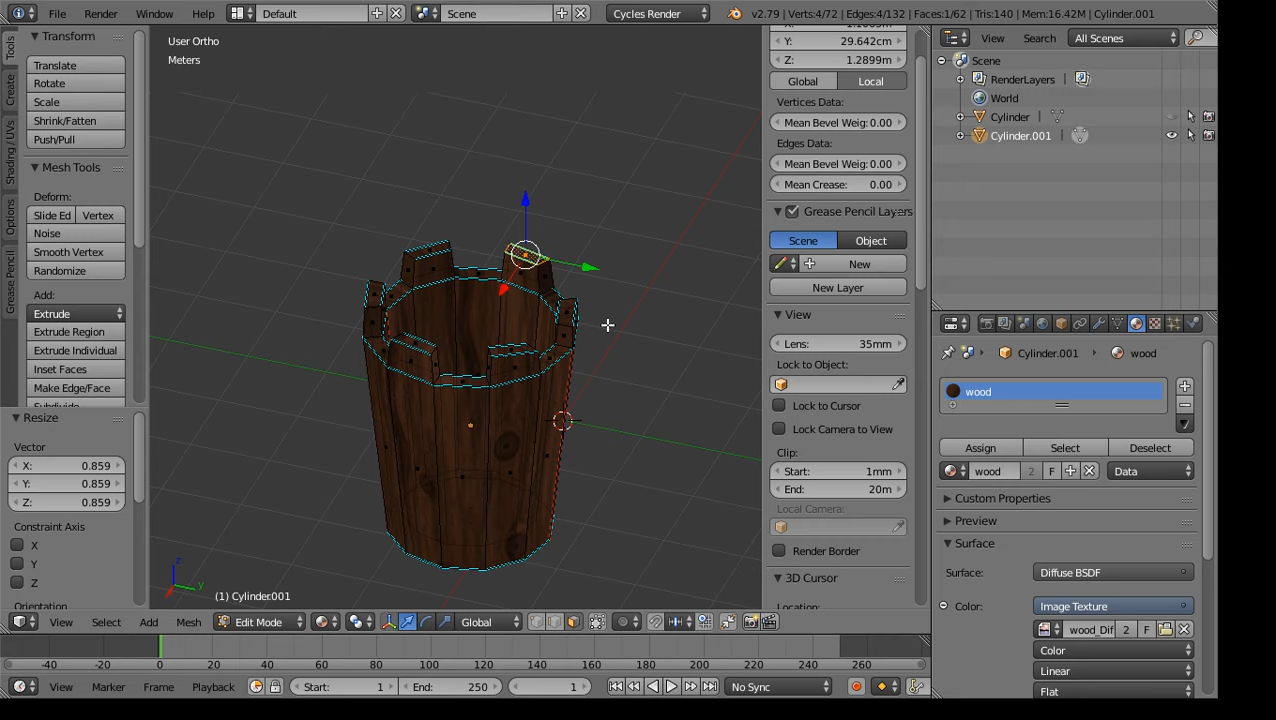 File Render Window Help Default Scene Cycles Render v2.79 | Verts:4/72 | Edges:4/132 | Faces:1/62 | Tris:140 | Mem:16.42M | Cylinder.001
Tools
Create
Shading / UVs
Options
Grease Pencil
Transform
Translate
Rotate
Scale
Shrink/Fatten
Push/Pull
Mesh Tools
Deform:
Slide Ed Vertex
Noise
Smooth Vertex
Randomize
Add:
Extrude
Extrude Region
Extrude Individual
Inset Faces
Make Edge/Face
Resize
Vector
X: 0.859
Y: 0.859
Z: 0.859
Constraint Axis
X
Y
Z
Orientation
User Ortho
Meters
z
y
(1) Cylinder.001
Y: 29.642cm
Z: 1.2899m
Global Local
Vertices Data:
Mean Bevel Weig: 0.00
Edges Data:
Mean Bevel Weig: 0.00
Mean Crease: 0.00
Grease Pencil Layers
Scene Object
New
New Layer
View
Lens: 35mm
Lock to Object:
Lock to Cursor
Lock Camera to View
Clip:
Start: 1mm
End: 20m
Local Camera:
Render Border
3D Cursor
Location:
View Search All Scenes
Scene
RenderLayers
World
Cylinder
Cylinder.001
Cylinder.001 wood
wood
Assign Select Deselect
wood 2 F Data
Custom Properties
Preview
Surface
Surface: Diffuse BSDF
Color: Image Texture
wood_Dif 2 F
Color
Linear
Flat
View Select Add Mesh Edit Mode Global
-40 -20 0 20 40 60 80 100 120 140 160 180 200 220 240 260
View Marker Frame Playback Start: 1 End: 250 1 No Sync